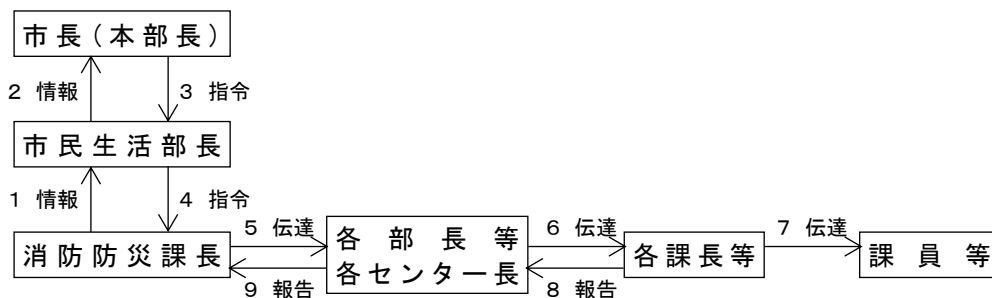 市長(本部長)
2 情報
3 指令
市民生活部長
1 情報
4 指令
消防防災課長
5 伝達
9 報告
各部長等
各センター長
6 伝達
8 報告
各課長等
7 伝達
課員等